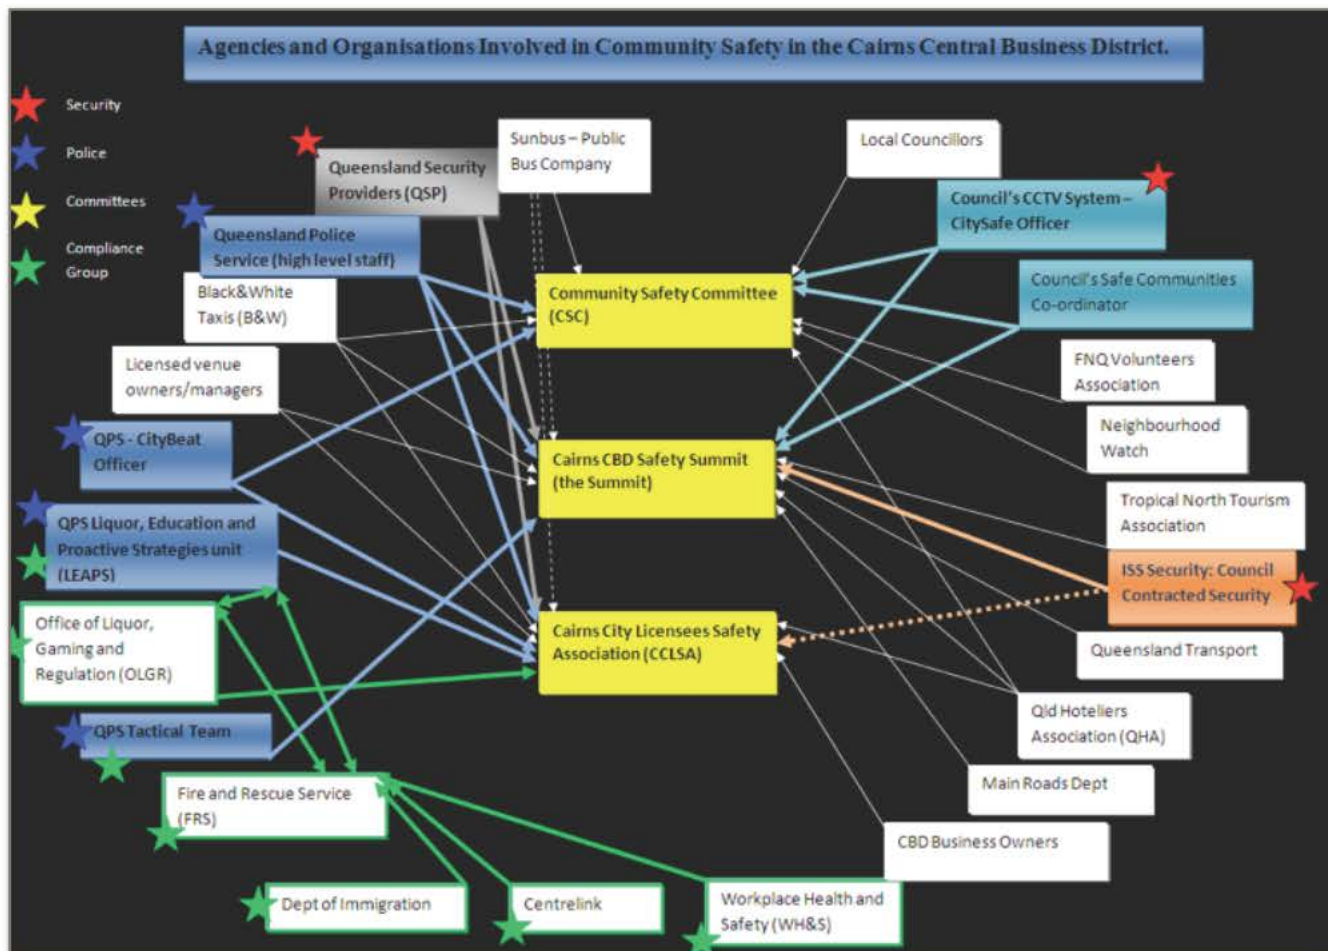 Agencies and Organisations Involved in Community Safety in the Cairns Central Business District.
Security
Police
Committees
Compliance
Group
Queensland Security
Providers (QSP)
Sunbus – Public
Bus Company
Local Councillors
Council's CCTV System –
CitySafe Officer
Queensland Police
Service (high level staff)
Black&White
Taxis (B&W)
Community Safety Committee
(CSC)
Council's Safe Communities
Co-ordinator
Licensed venue
owners/managers
FNQ Volunteers
Association
QPS - CityBeat
Officer
Cairns CBD Safety Summit
(the Summit)
Neighbourhood
Watch
QPS Liquor, Education and
Proactive Strategies unit
(LEAPS)
Tropical North Tourism
Association
ISS Security: Council
Contracted Security
Office of Liquor,
Gaming and
Regulation (OLGR)
Cairns City Licensees Safety
Association (CCLSA)
Queensland Transport
QPS Tactical Team
Qld Hoteliers
Association (QHA)
Fire and Rescue Service
(FRS)
Main Roads Dept
CBD Business Owners
Dept of Immigration
Centrelink
Workplace Health and
Safety (WH&S)